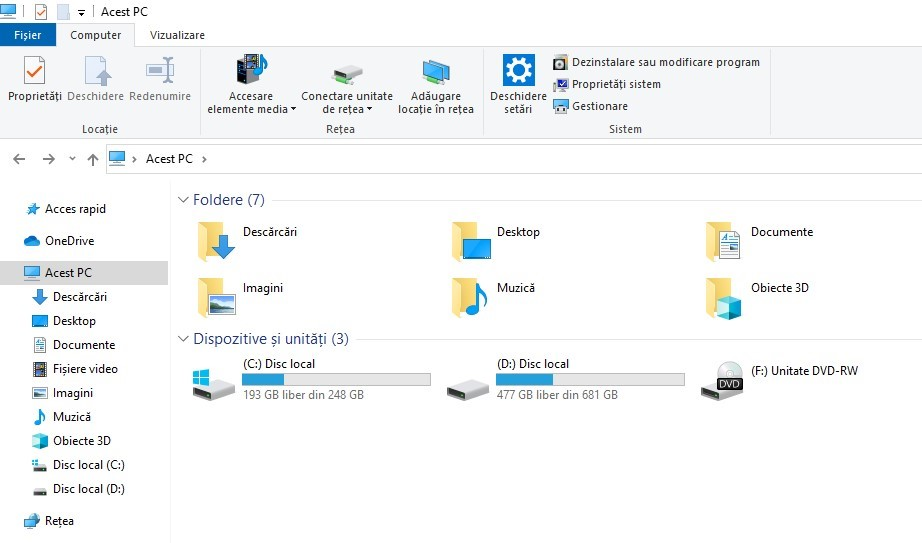 Acest PC
Fișier Computer Vizualizare
Proprietăți Deschidere Redenumire
Locație
Accesare elemente media
Conectare unitate de rețea
Adăugare locație în rețea
Rețea
Deschidere setări
Dezinstalare sau modificare program
Proprietăți sistem
Gestionare
Sistem
Acest PC
Acces rapid
OneDrive
Acest PC
Descărcări
Desktop
Documente
Fișiere video
Imagini
Muzică
Obiecte 3D
Disc local (C:)
Disc local (D:)
Rețea
Foldere (7)
Descărcări
Desktop
Documente
Imagini
Muzică
Obiecte 3D
Dispozitive și unități (3)
(C:) Disc local
193 GB liber din 248 GB
(D:) Disc local
477 GB liber din 681 GB
DVD
(F:) Unitate DVD-RW